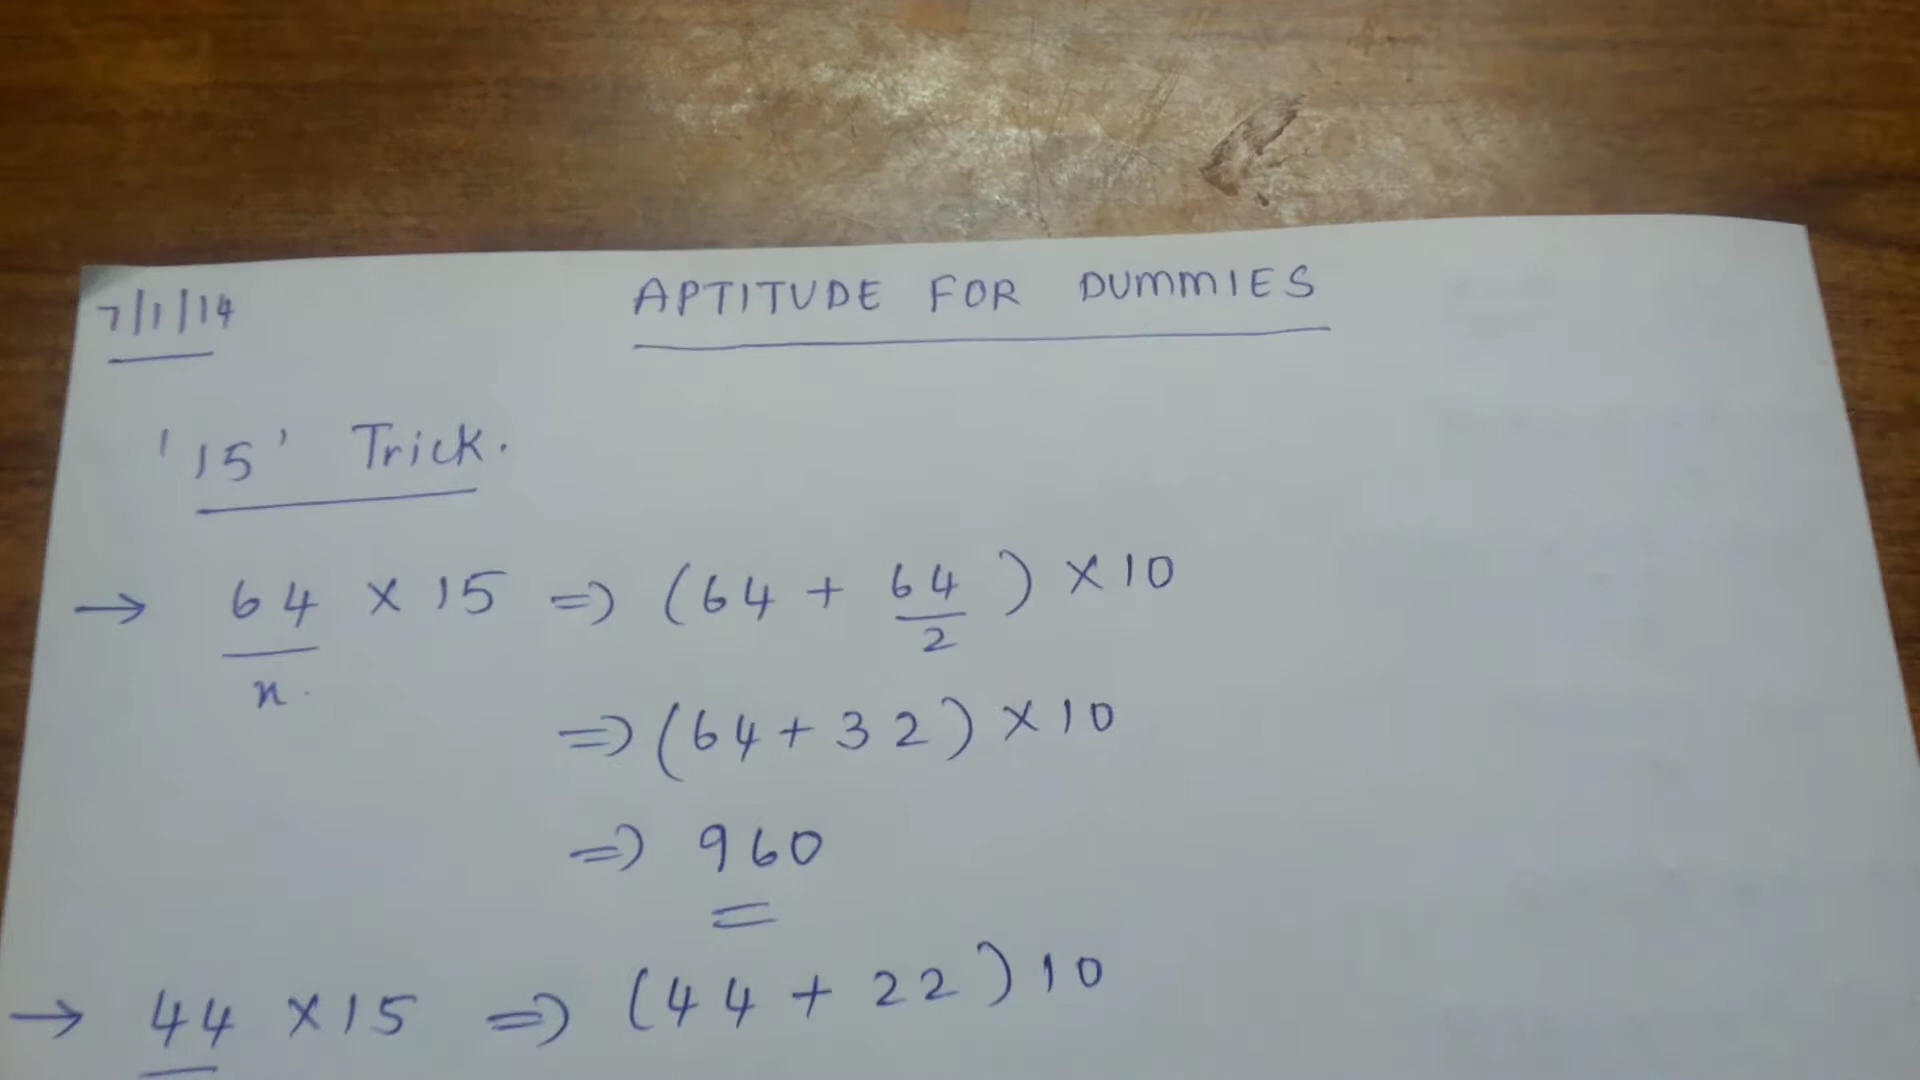 7/1/14
APTITUDE FOR DUMMIES
'15' Trick.
→ 64 × 15 ⇒ (64 + 64/2) × 10
n.
⇒ (64 + 32) × 10
⇒ 960
→ 44 × 15 ⇒ (44 + 22) 10